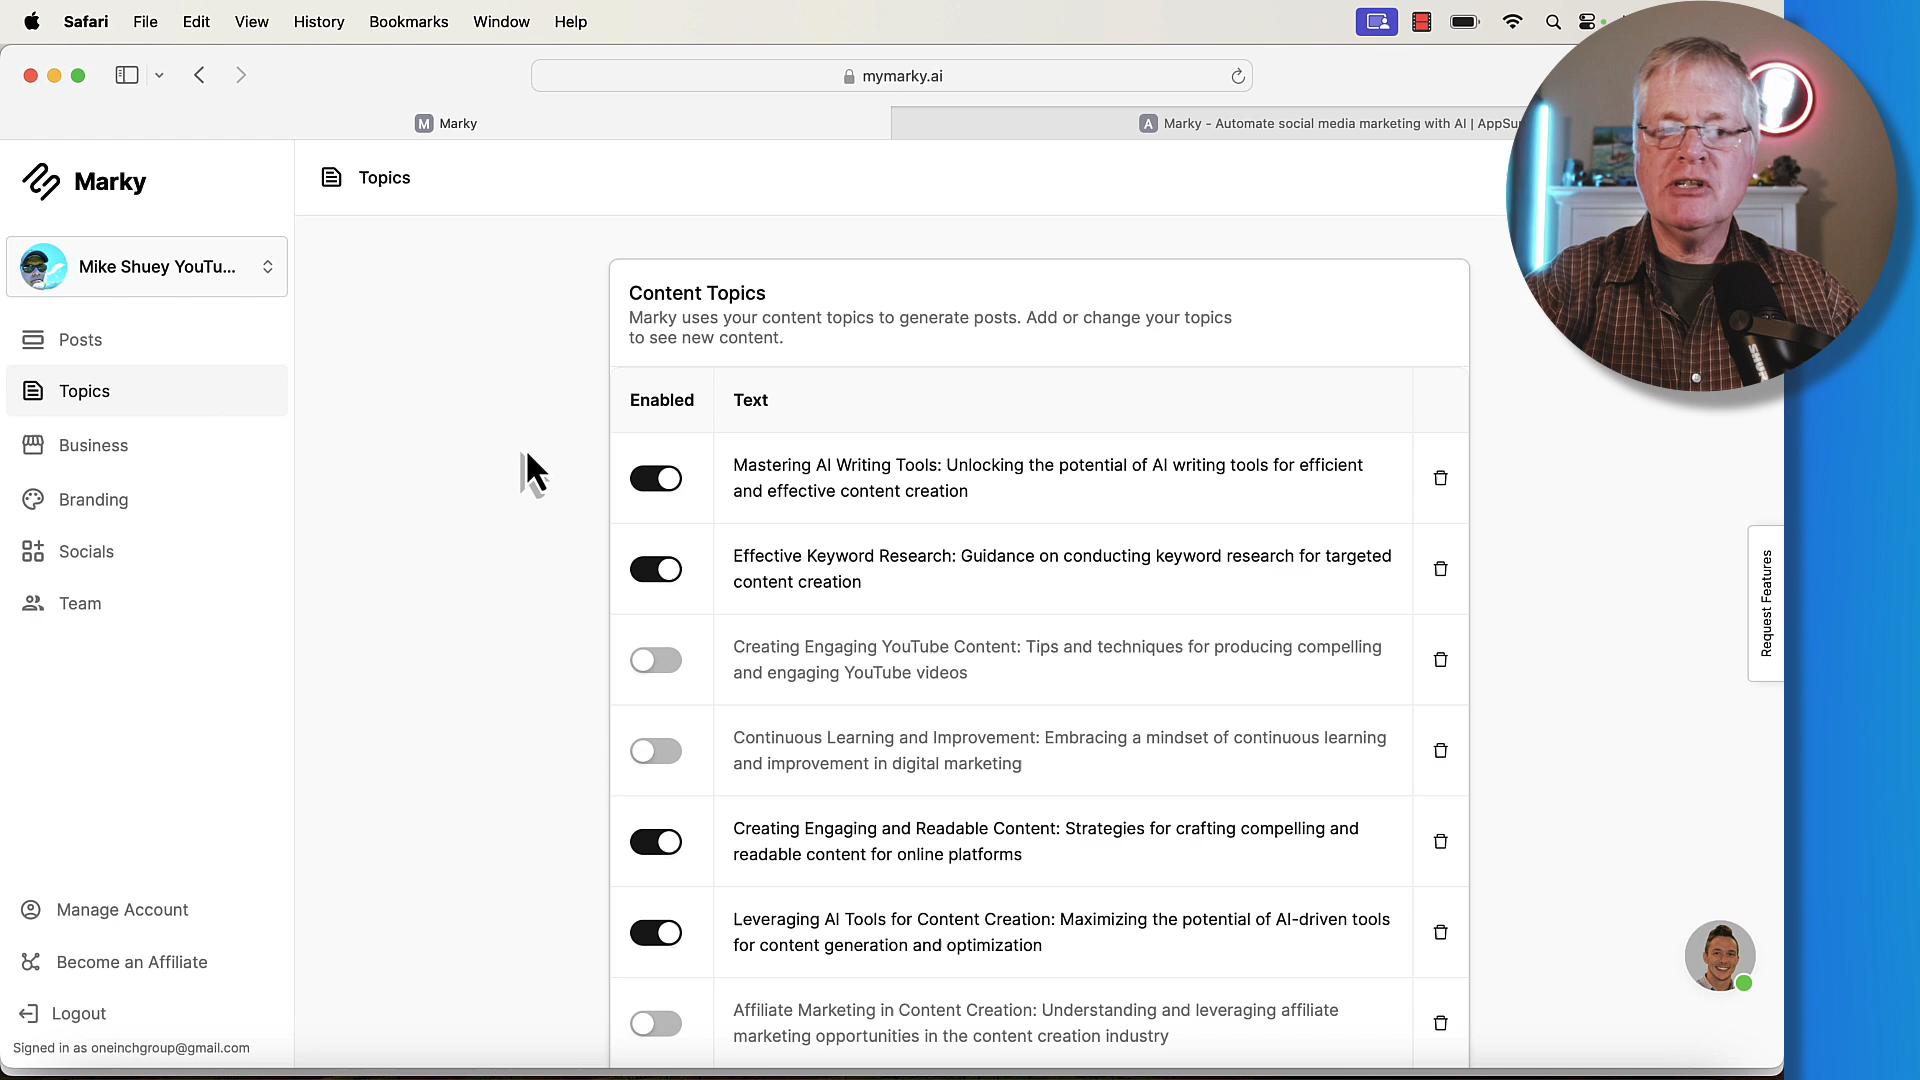 Safari File Edit View History Bookmarks Window Help
mymarky.ai
M Marky
A Marky - Automate social media marketing with AI | AppSu
Marky
Topics
Mike Shuey YouTu...
Posts
Topics
Business
Branding
Socials
Team
Manage Account
Become an Affiliate
Logout
Signed in as oneinchgroup@gmail.com
Content Topics
Marky uses your content topics to generate posts. Add or change your topics
to see new content.
Enabled Text
Mastering AI Writing Tools: Unlocking the potential of AI writing tools for efficient
and effective content creation
Effective Keyword Research: Guidance on conducting keyword research for targeted
content creation
Creating Engaging YouTube Content: Tips and techniques for producing compelling
and engaging YouTube videos
Continuous Learning and Improvement: Embracing a mindset of continuous learning
and improvement in digital marketing
Creating Engaging and Readable Content: Strategies for crafting compelling and
readable content for online platforms
Leveraging AI Tools for Content Creation: Maximizing the potential of AI-driven tools
for content generation and optimization
Affiliate Marketing in Content Creation: Understanding and leveraging affiliate
marketing opportunities in the content creation industry
Request Features
SHURE